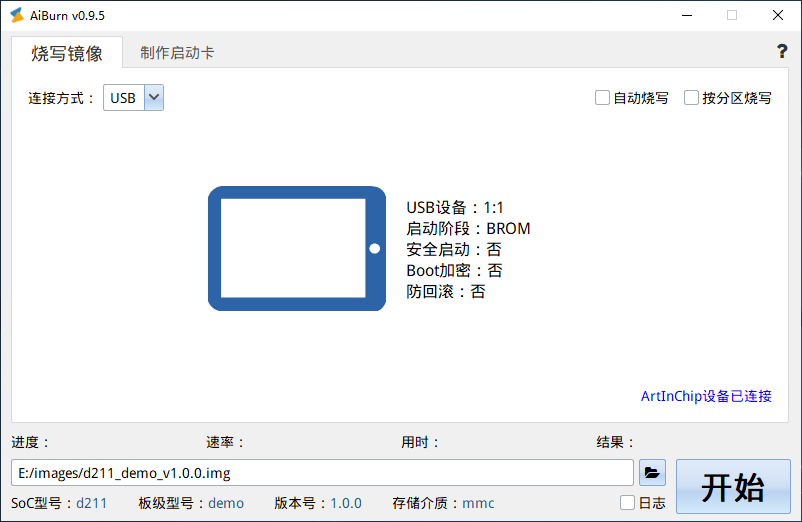 AiBurn v0.9.5
烧写镜像 制作启动卡 ?
连接方式： USB 自动烧写 按分区烧写
USB设备：1:1
启动阶段：BROM
安全启动：否
Boot加密：否
防回滚：否
ArtInChip设备已连接
进度： 速率： 用时： 结果：
E:/images/d211_demo_v1.0.0.img
开始
SoC型号：d211 板级型号：demo 版本号：1.0.0 存储介质：mmc 日志